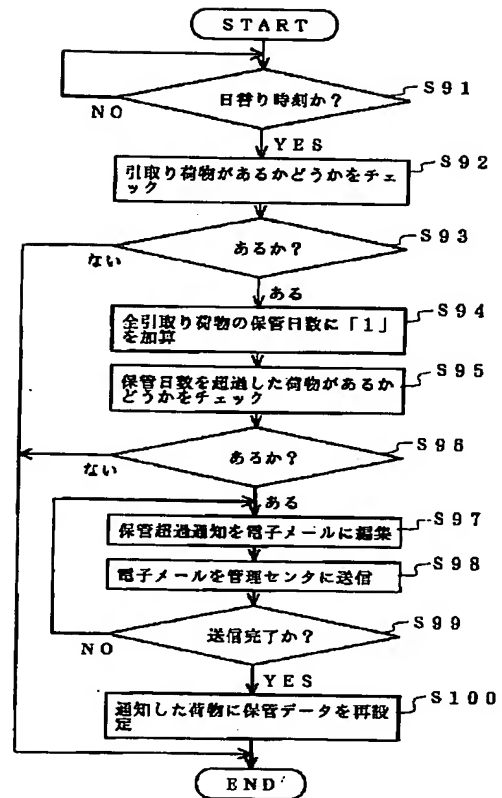 START
日替り時刻か?
S91
NO
YES
S92
引取り荷物があるかどうかをチェ
ック
S93
あるか?
ない
ある
S94
全引取り荷物の保管日数に「1」
を加算
S95
保管日数を超過した荷物があるか
どうかをチェック
S96
あるか?
ない
ある
S97
保管超過通知を電子メールに編集
S98
電子メールを管理センタに送信
S99
送信完了か?
NO
YES
S100
通知した荷物に保管データを再設
定
END